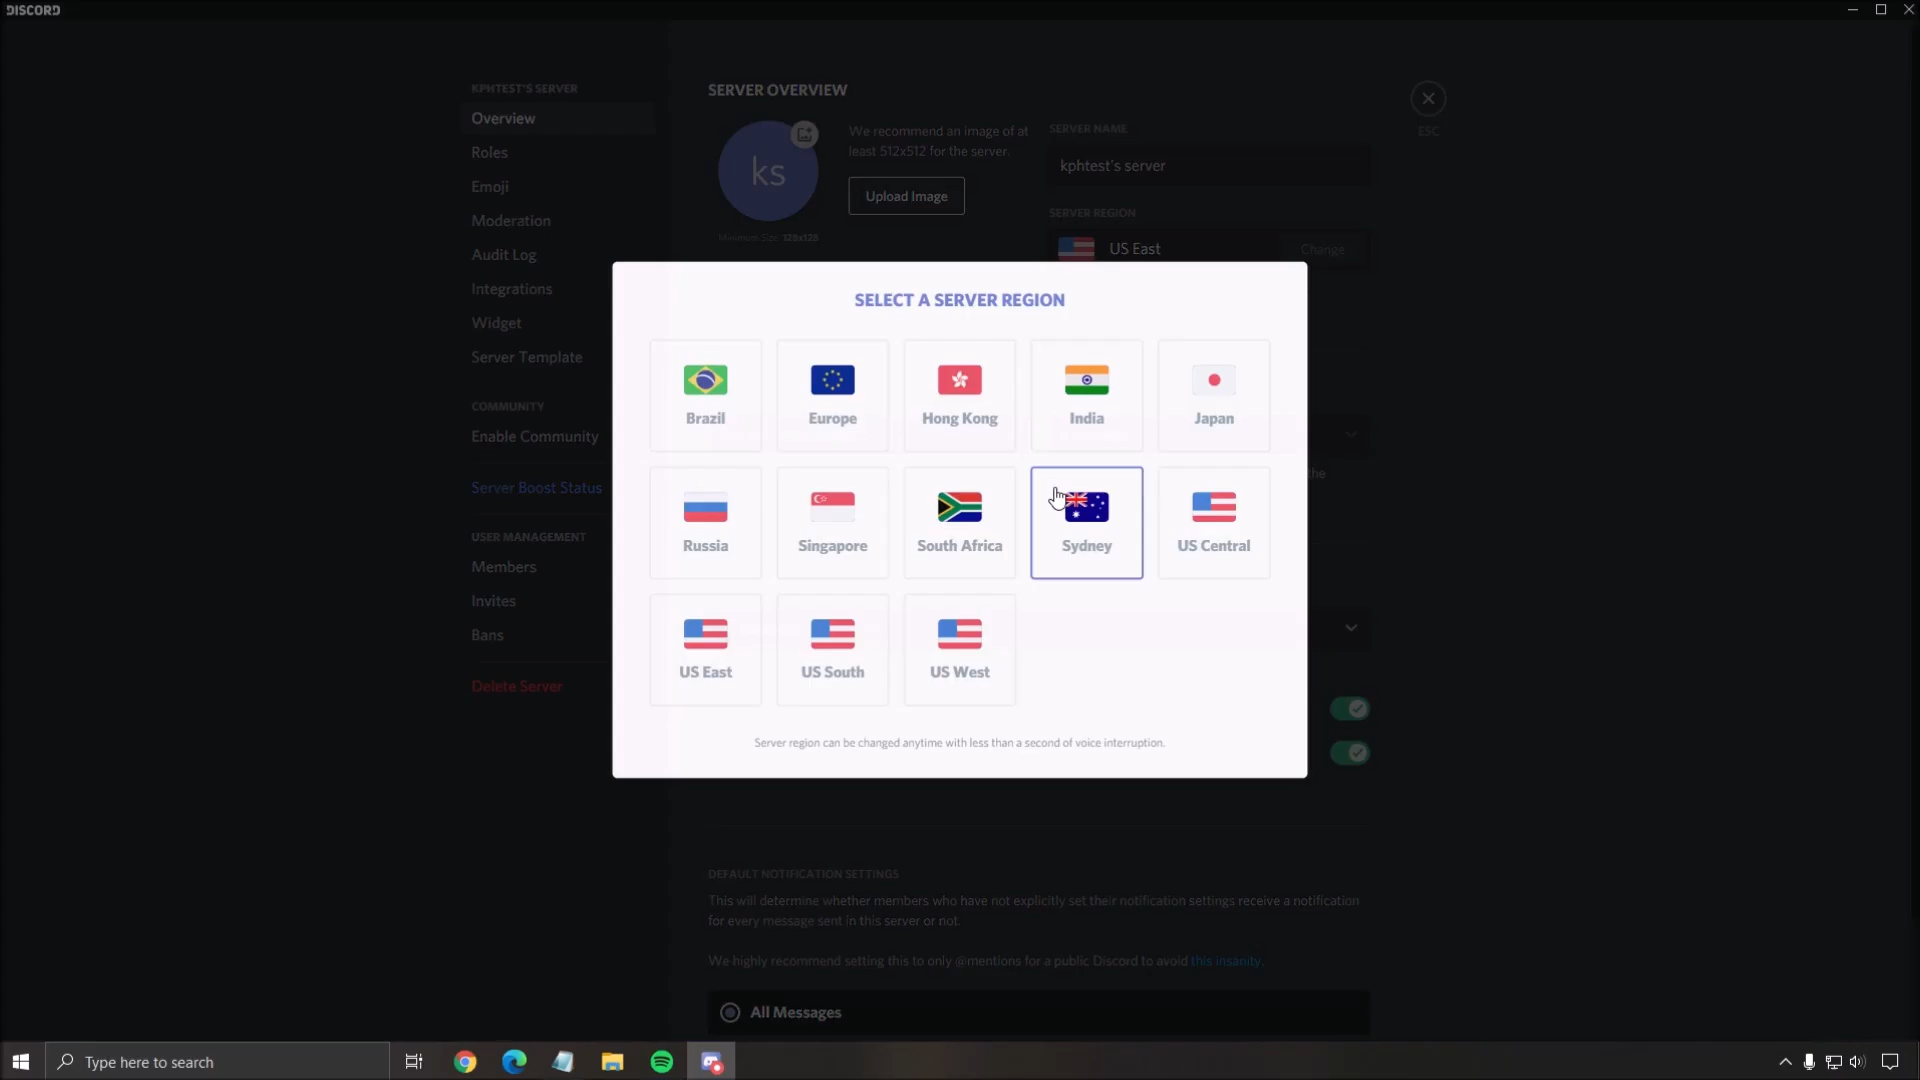 DISCORD
KPHTEST'S SERVER
Overview
Roles
Emoji
Moderation
Audit Log
Integrations
Widget
Server Template
COMMUNITY
Enable Community
Server Boost Status
USER MANAGEMENT
Members
Invites
Bans
Delete Server
SERVER OVERVIEW
ks
We recommend an image of at
least 512x512 for the server.
Upload Image
Minimum Size: 128x128
SERVER NAME
kphtest's server
SERVER REGION
US East
Change
ESC
SELECT A SERVER REGION
Brazil
Europe
Hong Kong
India
Japan
Russia
Singapore
South Africa
Sydney
US Central
US East
US South
US West
Server region can be changed anytime with less than a second of voice interruption.
the
DEFAULT NOTIFICATION SETTINGS
This will determine whether members who have not explicitly set their notification settings receive a notification
for every message sent in this server or not.
We highly recommend setting this to only @mentions for a public Discord to avoid this insanity.
All Messages
Type here to search